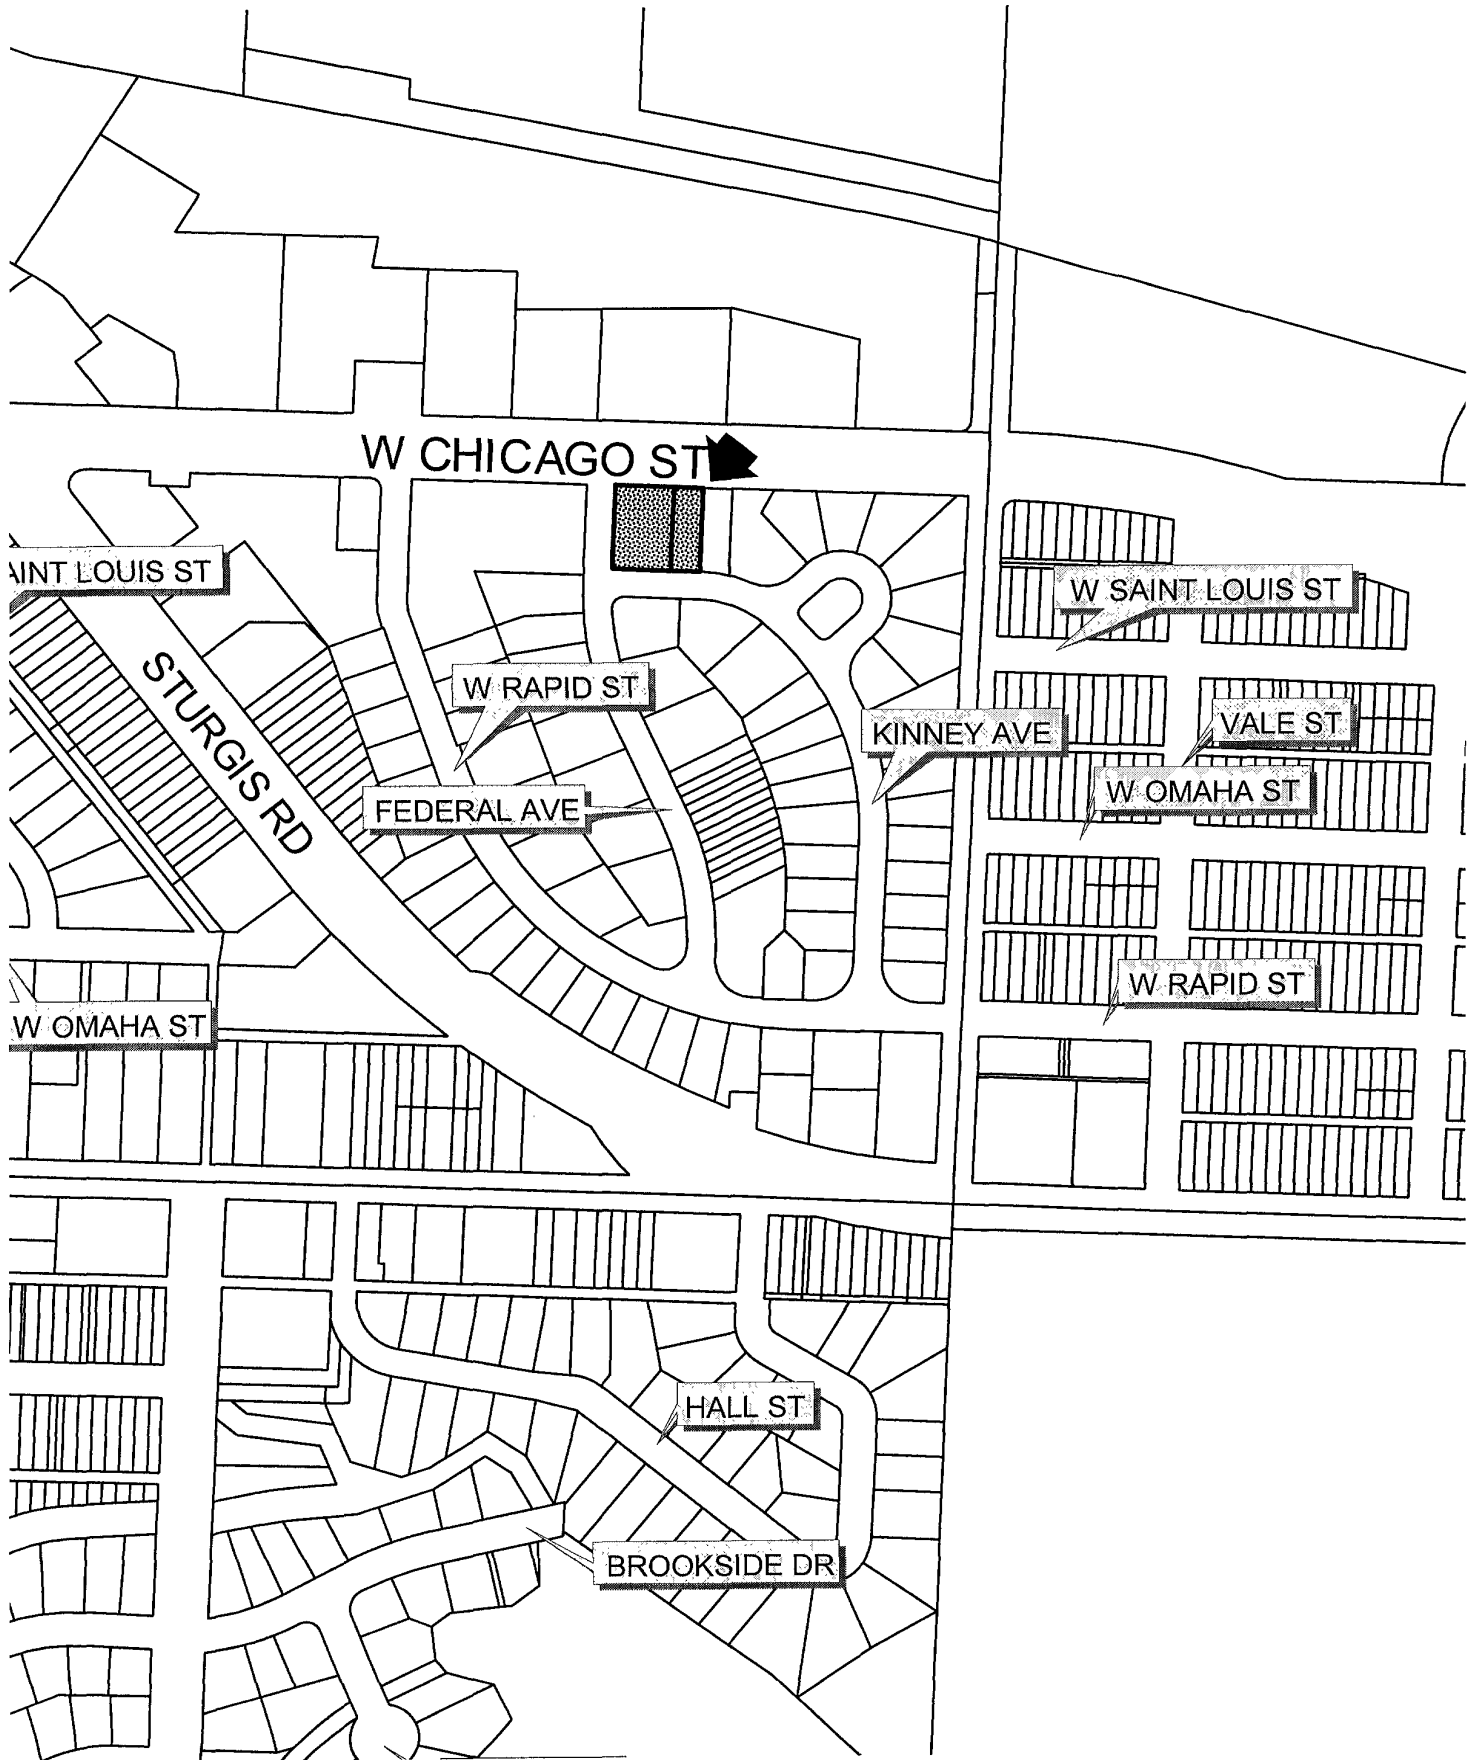 W CHICAGO ST
AINT LOUIS ST
W SAINT LOUIS ST
STURGIS RD
W RAPID ST
KINNEY AVE
VALE ST
FEDERAL AVE
W OMAHA ST
W RAPID ST
W OMAHA ST
HALL ST
BROOKSIDE DR